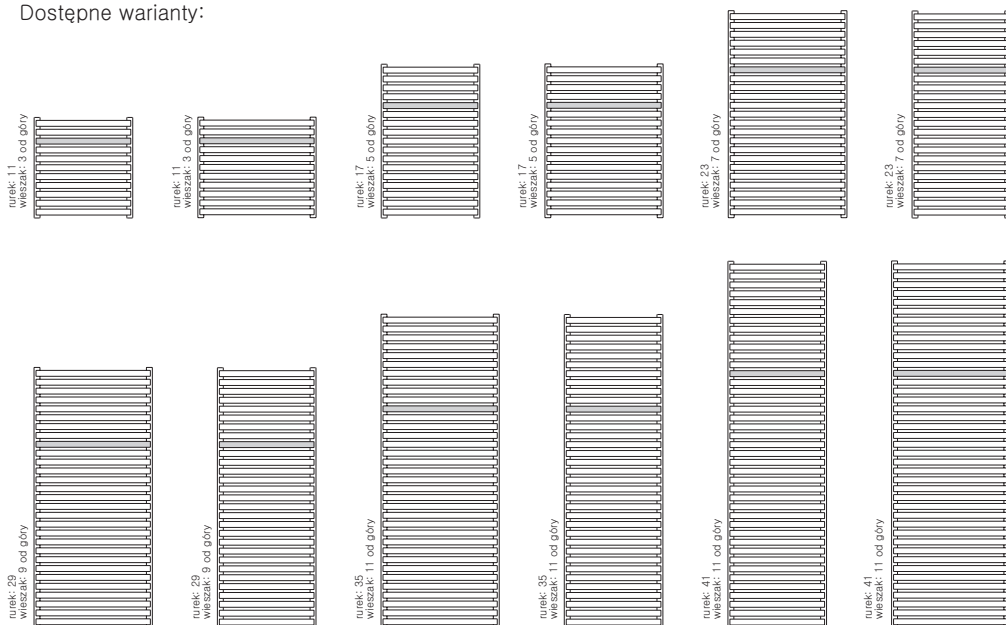 Dostępne warianty:
rurek: 11
wieszak: 3 od góry
rurek: 11
wieszak: 3 od góry
rurek: 17
wieszak: 5 od góry
rurek: 17
wieszak: 5 od góry
rurek: 23
wieszak: 7 od góry
rurek: 23
wieszak: 7 od góry
rurek: 29
wieszak: 9 od góry
rurek: 29
wieszak: 9 od góry
rurek: 35
wieszak: 11 od góry
rurek: 35
wieszak: 11 od góry
rurek: 41
wieszak: 11 od góry
rurek: 41
wieszak: 11 od góry